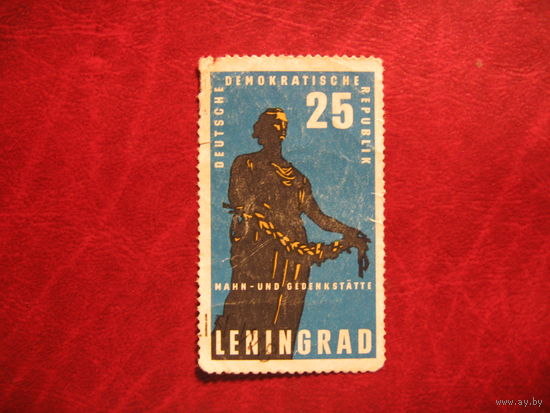 DEUTSCHE DEMOKRATISCHE REPUBLIK
25
MAHN-UND GEDENKSTÄTTE
LENINGRAD
www.ay.by